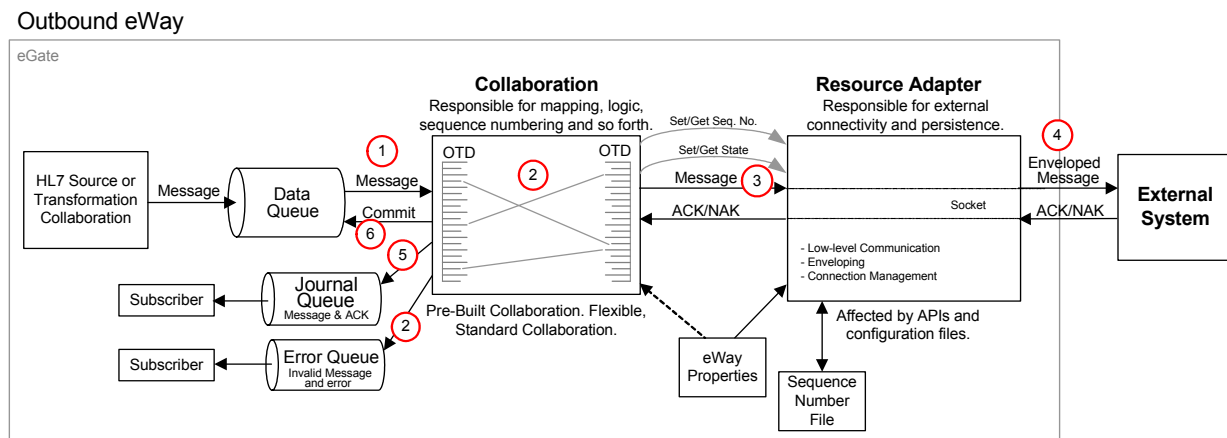 Outbound eWay
eGate
Collaboration
Responsible for mapping, logic,
sequence numbering and so forth.
Resource Adapter
Responsible for external
connectivity and persistence.
HL7 Source or
Transformation
Collaboration
Message
Data
Queue
1
Message
Commit
6
5
2
OTD
OTD
2
Set/Get Seq. No.
Set/Get State
Message
3
ACK/NAK
Socket
- Low-level Communication
- Enveloping
- Connection Management
4
Enveloped
Message
ACK/NAK
External
System
Subscriber
Journal
Queue
Message & ACK
Subscriber
Error Queue
Invalid Message
and error
Pre-Built Collaboration. Flexible,
Standard Collaboration.
eWay
Properties
Affected by APIs and
configuration files.
Sequence
Number
File